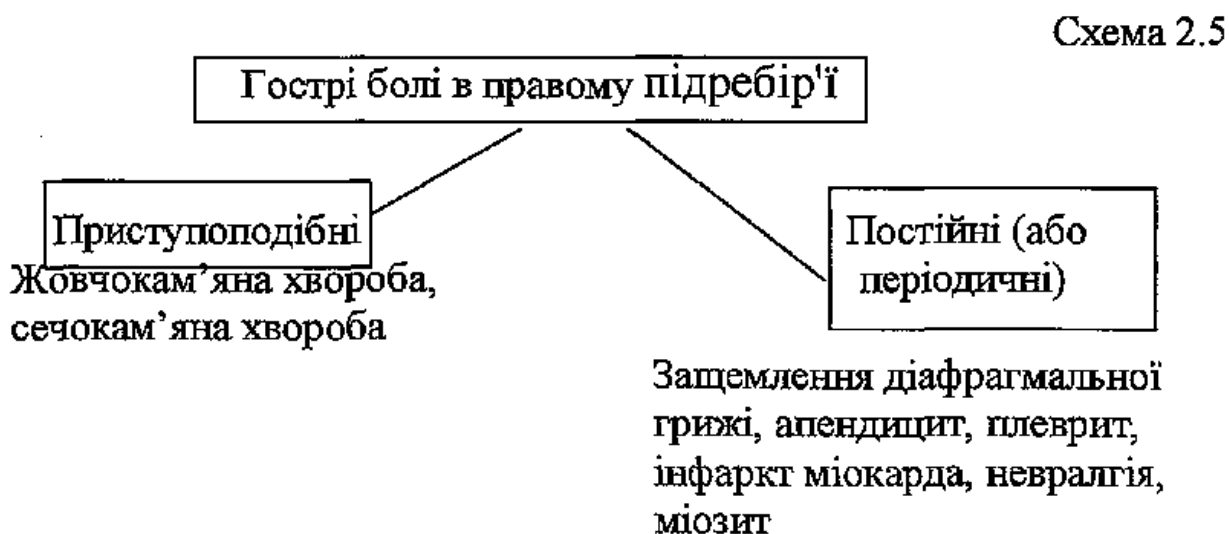 Схема 2.5
Гострі болі в правому підребір'ї
Приступоподібні
Жовчокам’яна хвороба,
сечокам’яна хвороба
Постійні (або
періодичні)
Защемлення діафрагмальної
грижі, апендицит, плеврит,
інфаркт міокарда, невралгія,
міозит